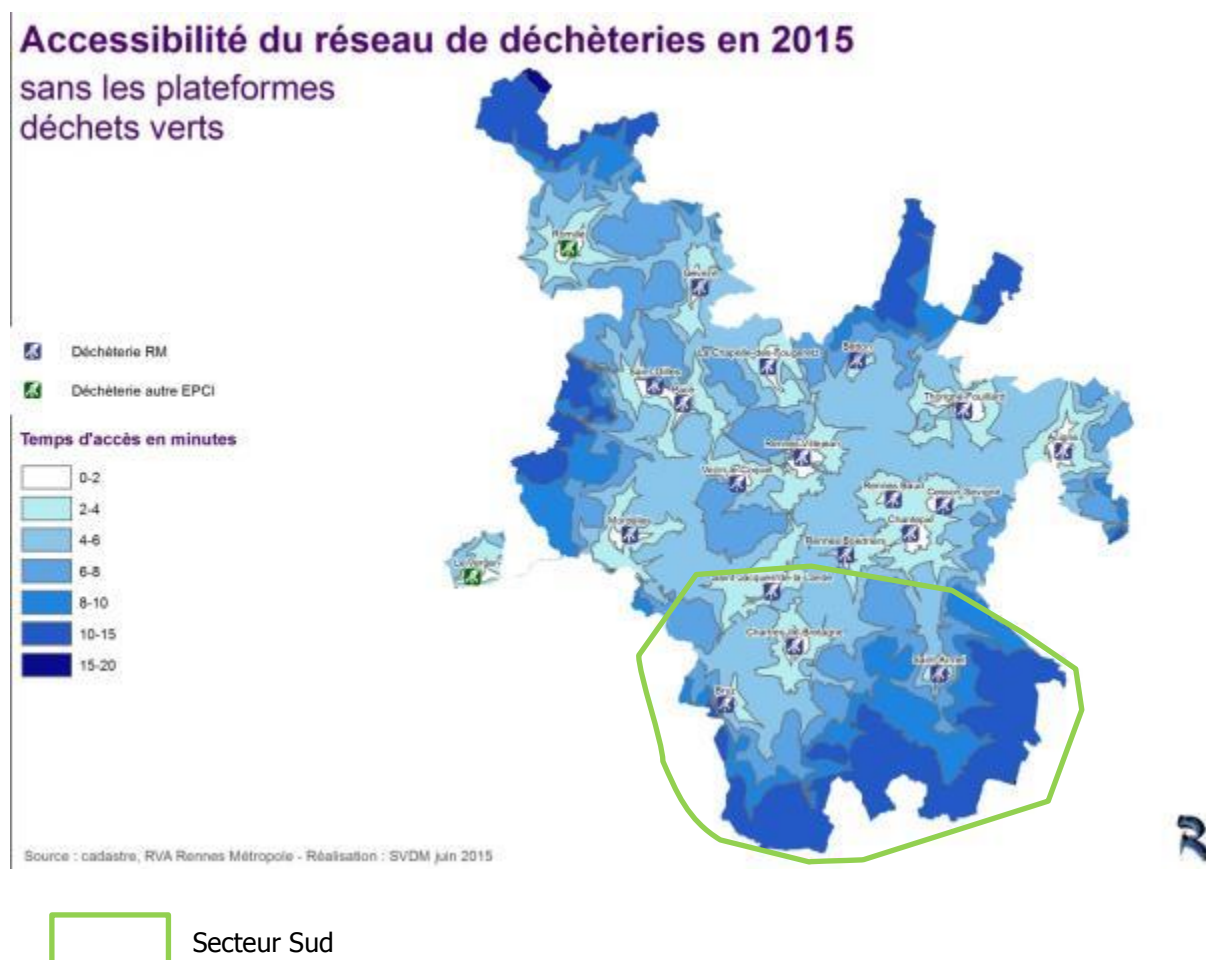 Accessibilité du réseau de déchèteries en 2015
sans les plateformes
déchets verts
Romillé
Gévezé
Déchèterie RM
Déchèterie autre EPCI
La Chapelle-des-Fougeretz
Betton
Saint-Gilles
Pacé
Thorigné-Fouillard
Acigné
Rennes Villejean
Vezin-le-Coquet
Rennes Baud
Cesson-Sévigné
Chantepie
Mordelles
Rennes Boedriers
Le Verger
Saint-Jacques-de-la-Lande
Chartres-de-Bretagne
Saint-Armel
Bruz
Temps d'accès en minutes
0-2
2-4
4-6
6-8
8-10
10-15
15-20
Source : cadastre, RVA Rennes Métropole - Réalisation : SVDM juin 2015
R
Secteur Sud